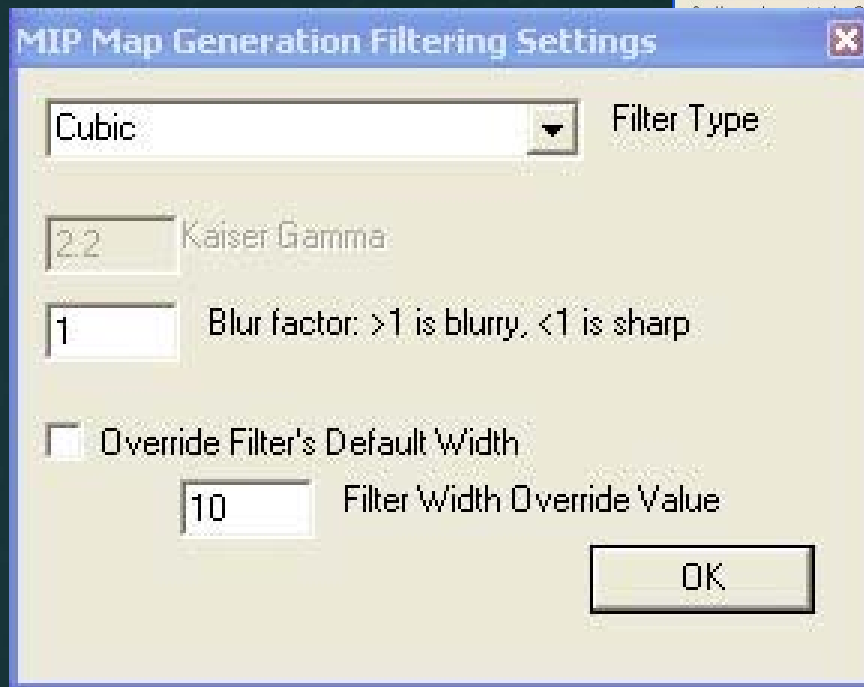 MIP Map Generation Filtering Settings
Cubic
Filter Type
2.2 Kaiser Gamma
1 Blur factor: >1 is blurry, <1 is sharp
Override Filter's Default Width
10 Filter Width Override Value
OK